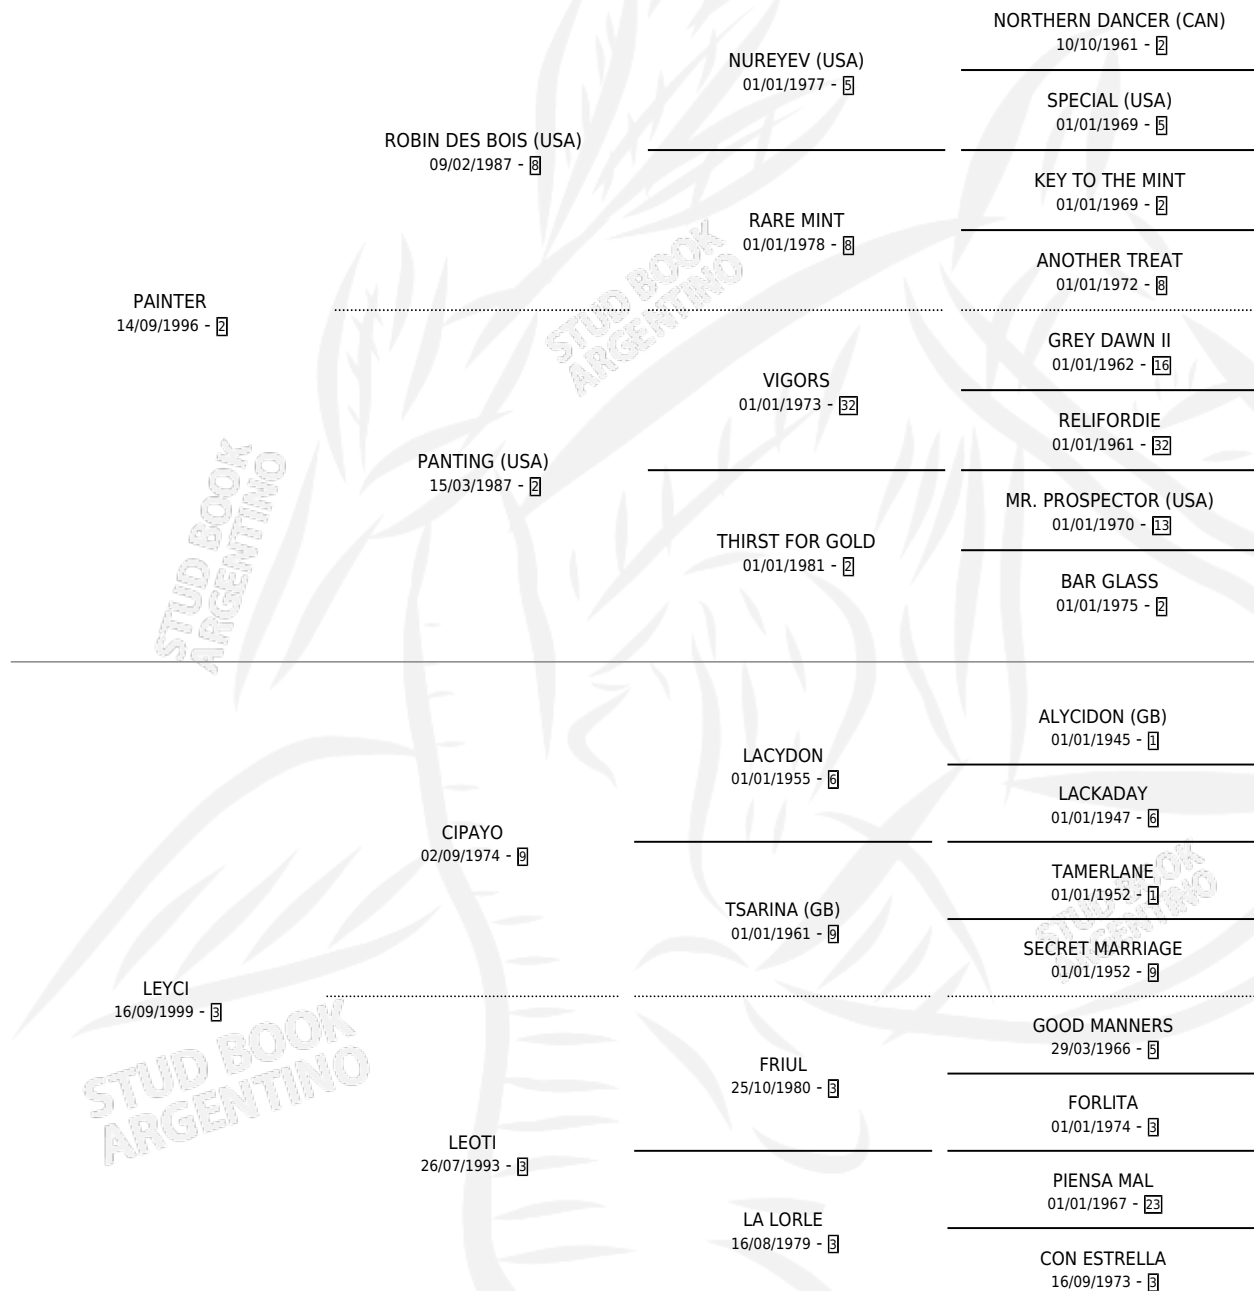 NORTHERN DANCER (CAN)
10/10/1961 - 2
NUREYEV (USA)
01/01/1977 - 5
SPECIAL (USA)
01/01/1969 - 5
ROBIN DES BOIS (USA)
09/02/1987 - 8
KEY TO THE MINT
01/01/1969 - 2
RARE MINT
01/01/1978 - 8
ANOTHER TREAT
01/01/1972 - 8
PAINTER
14/09/1996 - 2
STUD BOOK
ARGENTINO
GREY DAWN II
01/01/1962 - 16
VIGORS
01/01/1973 - 32
RELIFORDIE
01/01/1961 - 32
PANTING (USA)
15/03/1987 - 2
MR. PROSPECTOR (USA)
01/01/1970 - 13
THIRST FOR GOLD
01/01/1981 - 2
BAR GLASS
01/01/1975 - 2
STUD BOOK
ARGENTINO
ALYCIDON (GB)
01/01/1945 - 1
LACYDON
01/01/1955 - 6
LACKADAY
01/01/1947 - 6
CIPAYO
02/09/1974 - 9
TAMERLANE
01/01/1952 - 1
TSARINA (GB)
01/01/1961 - 9
SECRET MARRIAGE
01/01/1952 - 9
STUD BOOK
ARGENTINO
LEYCI
16/09/1999 - 3
GOOD MANNERS
29/03/1966 - 5
FRIUL
25/10/1980 - 3
FORLITA
01/01/1974 - 3
STUD BOOK
ARGENTINO
LEOTI
26/07/1993 - 3
PIENSA MAL
01/01/1967 - 23
LA LORLE
16/08/1979 - 3
CON ESTRELLA
16/09/1973 - 3